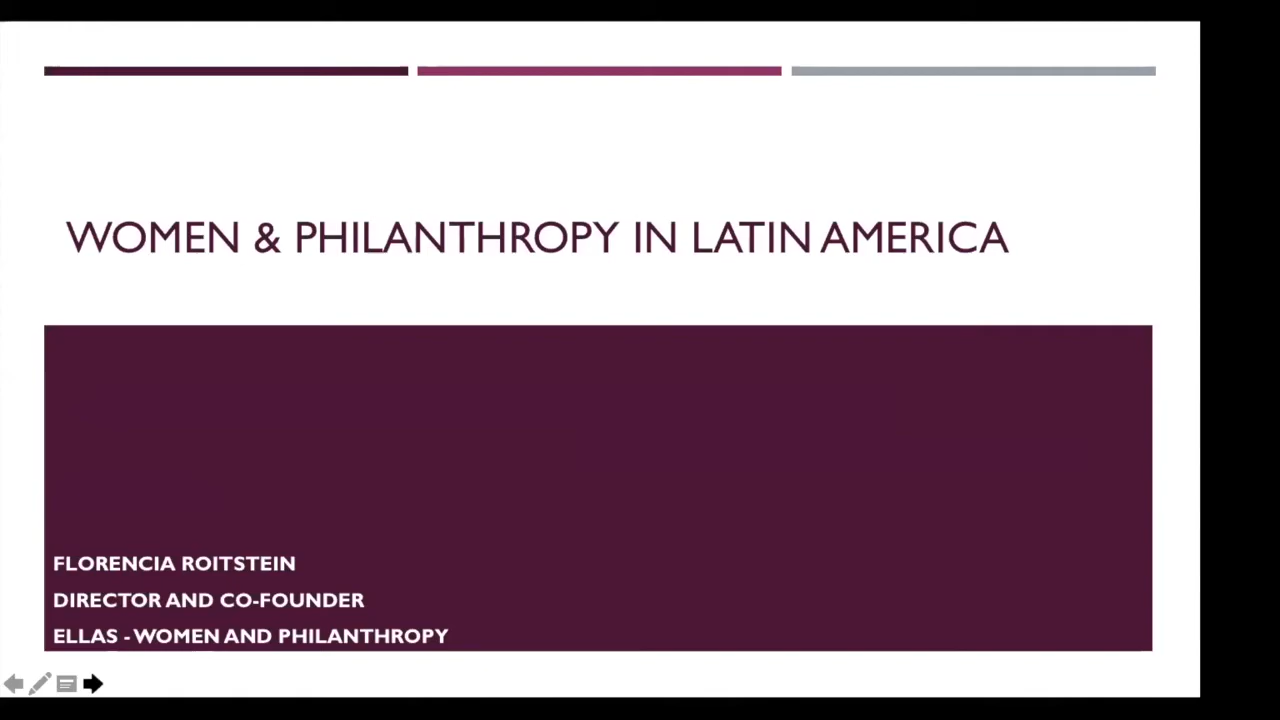 WOMEN & PHILANTHROPY IN LATIN AMERICA
FLORENCIA ROITSTEIN
DIRECTOR AND CO-FOUNDER
ELLAS - WOMEN AND PHILANTHROPY